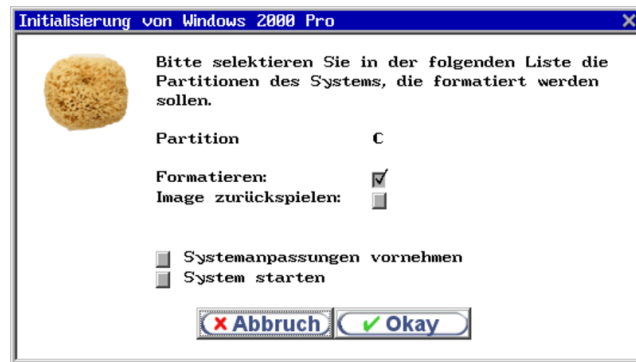 Initialisierung von Windows 2000 Pro
Bitte selektieren Sie in der folgenden Liste die
Partitionen des Systems, die formatiert werden
sollen.
Partition C
Formatieren:
Image zurückspielen:
Systemanpassungen vornehmen
System starten
Abbruch Okay